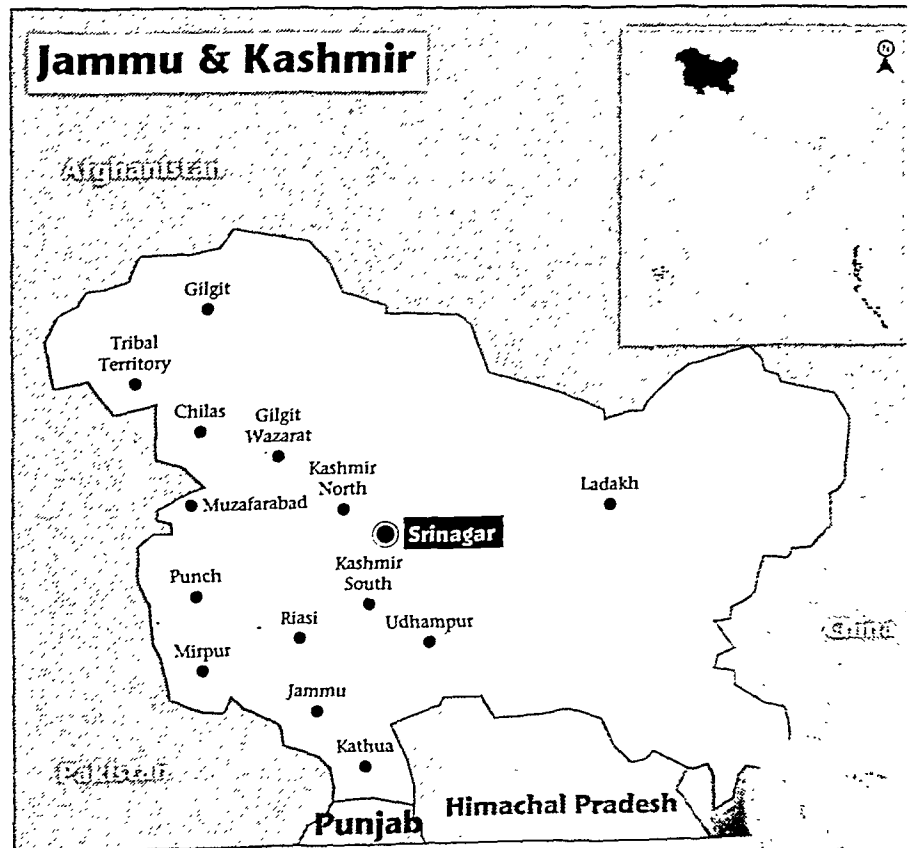 Jammu & Kashmir
N
Afghanistan
Gilgit
Tribal
Territory
Chilas
Gilgit
Wazarat
Kashmir
North
Ladakh
Muzafarabad
Srinagar
Kashmir
South
Punch
Riasi
Udhampur
China
Mirpur
Jammu
Kathua
Pakistan
Himachal Pradesh
Punjab